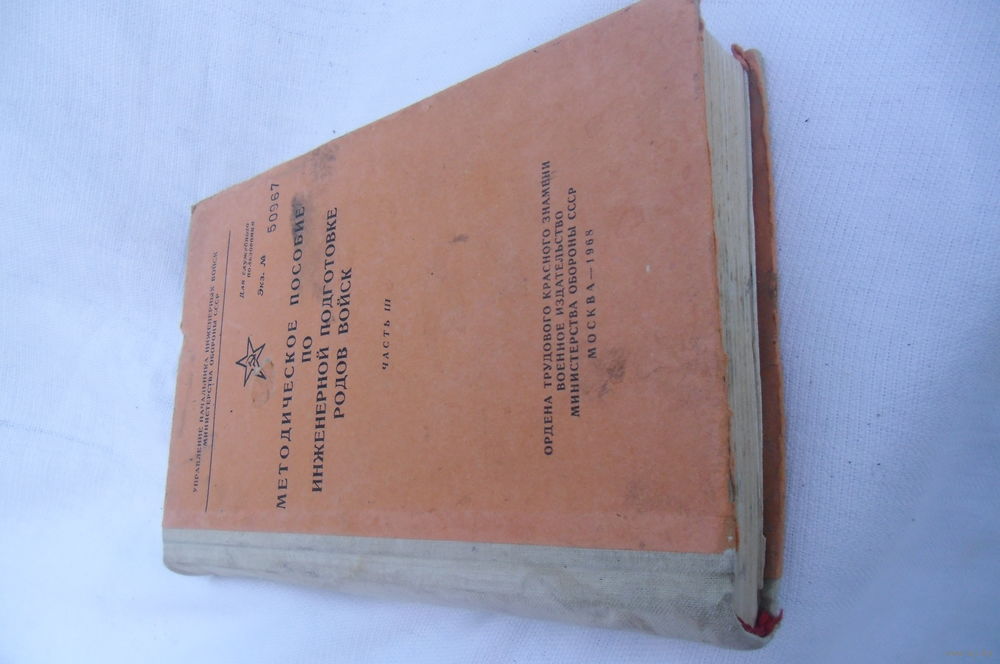 УПРАВЛЕНИЕ НАЧАЛЬНИКА ИНЖЕНЕРНЫХ ВОЙСК
МИНИСТЕРСТВА ОБОРОНЫ СССР
Для служебного
пользования
Экз. № 50967
МЕТОДИЧЕСКОЕ ПОСОБИЕ
ПО
ИНЖЕНЕРНОЙ ПОДГОТОВКЕ
РОДОВ ВОЙСК
ЧАСТЬ III
ОРДЕНА ТРУДОВОГО КРАСНОГО ЗНАМЕНИ
ВОЕННОЕ ИЗДАТЕЛЬСТВО
МИНИСТЕРСТВА ОБОРОНЫ СССР
МОСКВА—1968